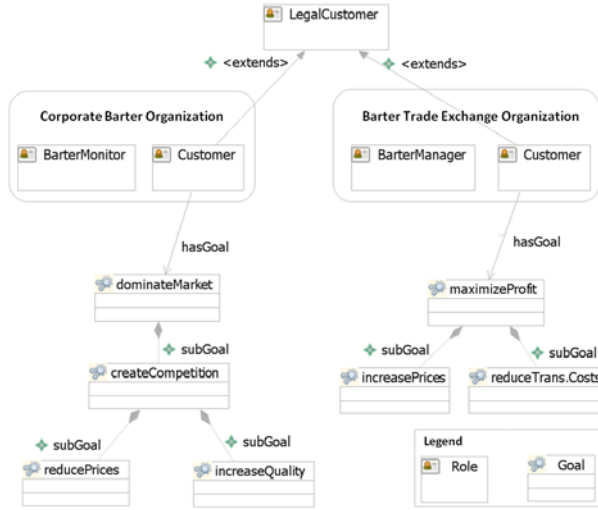 LegalCustomer
<extends>
<extends>
Corporate Barter Organization
BarterMonitor
Customer
Barter Trade Exchange Organization
BarterManager
Customer
hasGoal
hasGoal
dominateMarket
maximizeProfit
subGoal
subGoal
subGoal
createCompetition
increasePrices
reduceTrans.Costs
subGoal
subGoal
reducePrices
increaseQuality
Legend
Role
Goal